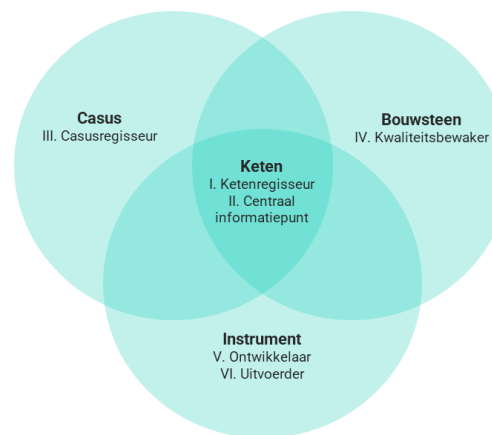 Casus
III. Casusregisseur
Bouwsteen
IV. Kwaliteitsbewaker
Keten
I. Ketenregisseur
II. Centraal
informatiepunt
Instrument
V. Ontwikkelaar
VI. Uitvoerder